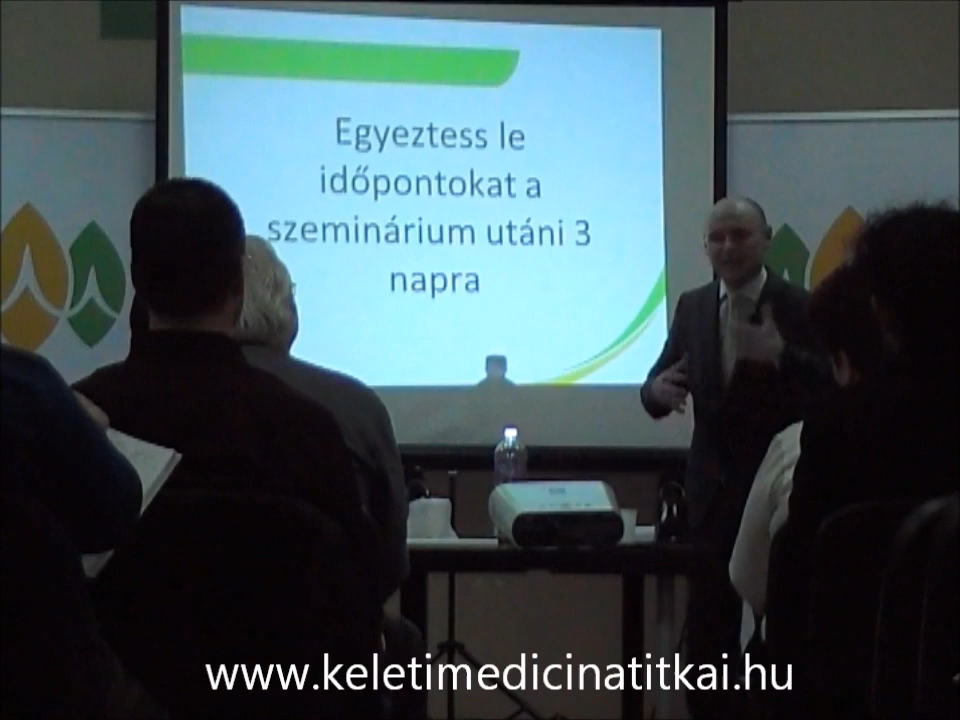 Egyeztess le
időpontokat a
szeminárium utáni 3
napra
www.keletimedicinatitkai.hu